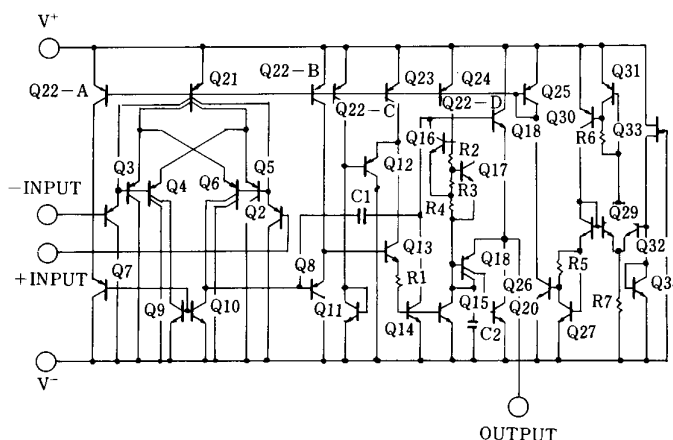 V⁺
Q21
Q22-B
Q23
Q24
Q31
Q22-A
Q22-C
Q22-D
Q25
Q30
Q18
Q33
Q16
R6
R2
Q12
Q17
Q3
Q4
Q6
Q5
R3
-INPUT
Q2
C1
R4
Q29
Q32
+INPUT
Q7
Q8
Q13
Q18
R5
R1
Q26
Q9
Q10
Q11
Q15
Q20
R7
Q3
Q14
C2
Q27
V⁻
OUTPUT